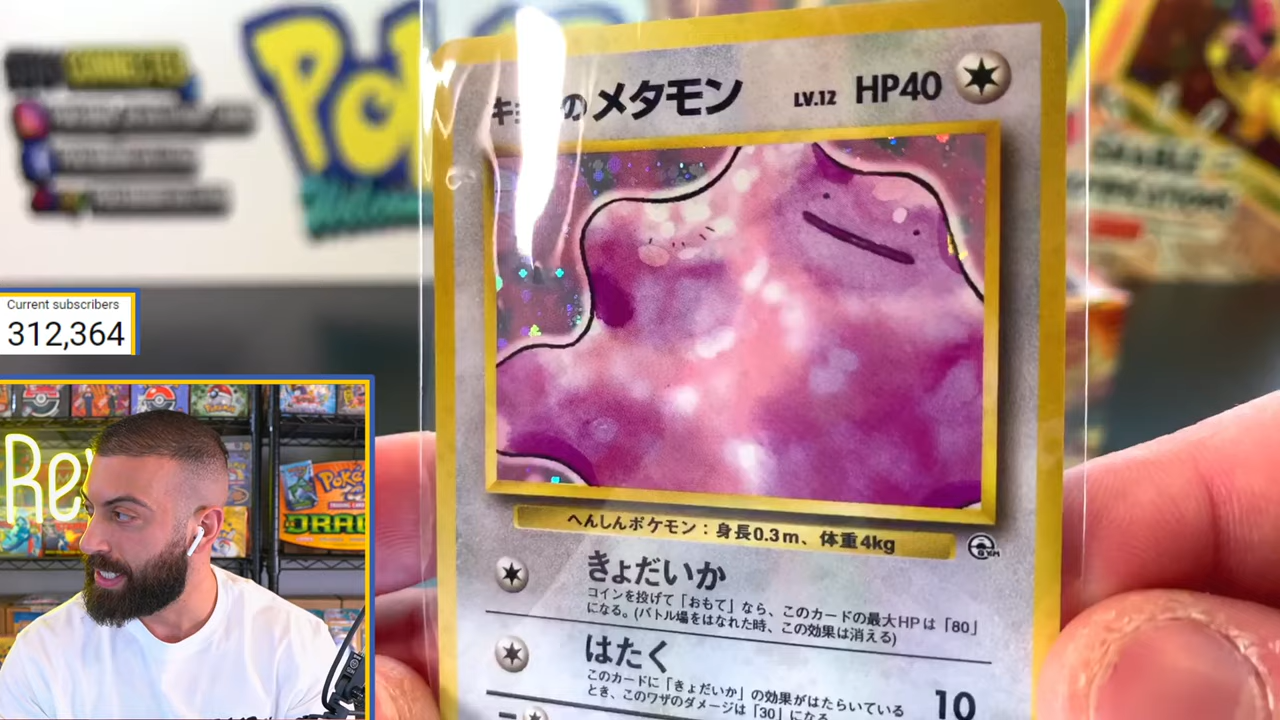 CONNECTED
Current subscribers
312,364
Re
のメタモン LV.12 HP40
へんしんポケモン：身長0.3m、体重4kg
GYM
きょだいか
コインを投げて「おもて」なら、このカードの最大HPは「80」
になる。(バトル場をはなれた時、この効果は消える)
はたく 10
このカードに「きょだいか」の効果がはたらいている
とき、このワザのダメージは「30」になる
Poké
DRAG